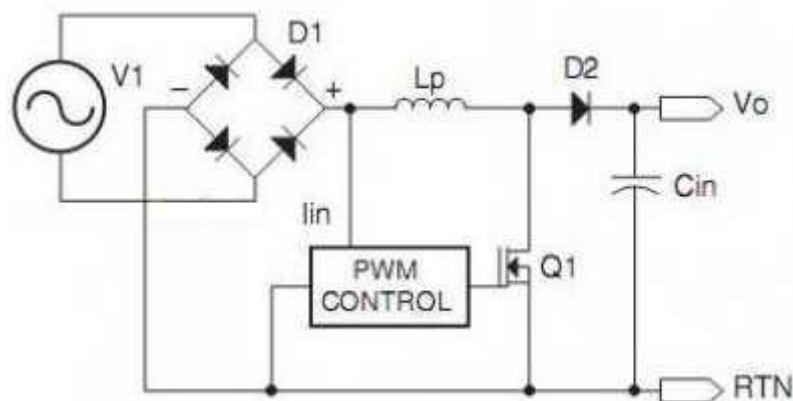 D1
V1
Lp
D2
Vo
− +
Cin
Iin
PWM
CONTROL
Q1
RTN